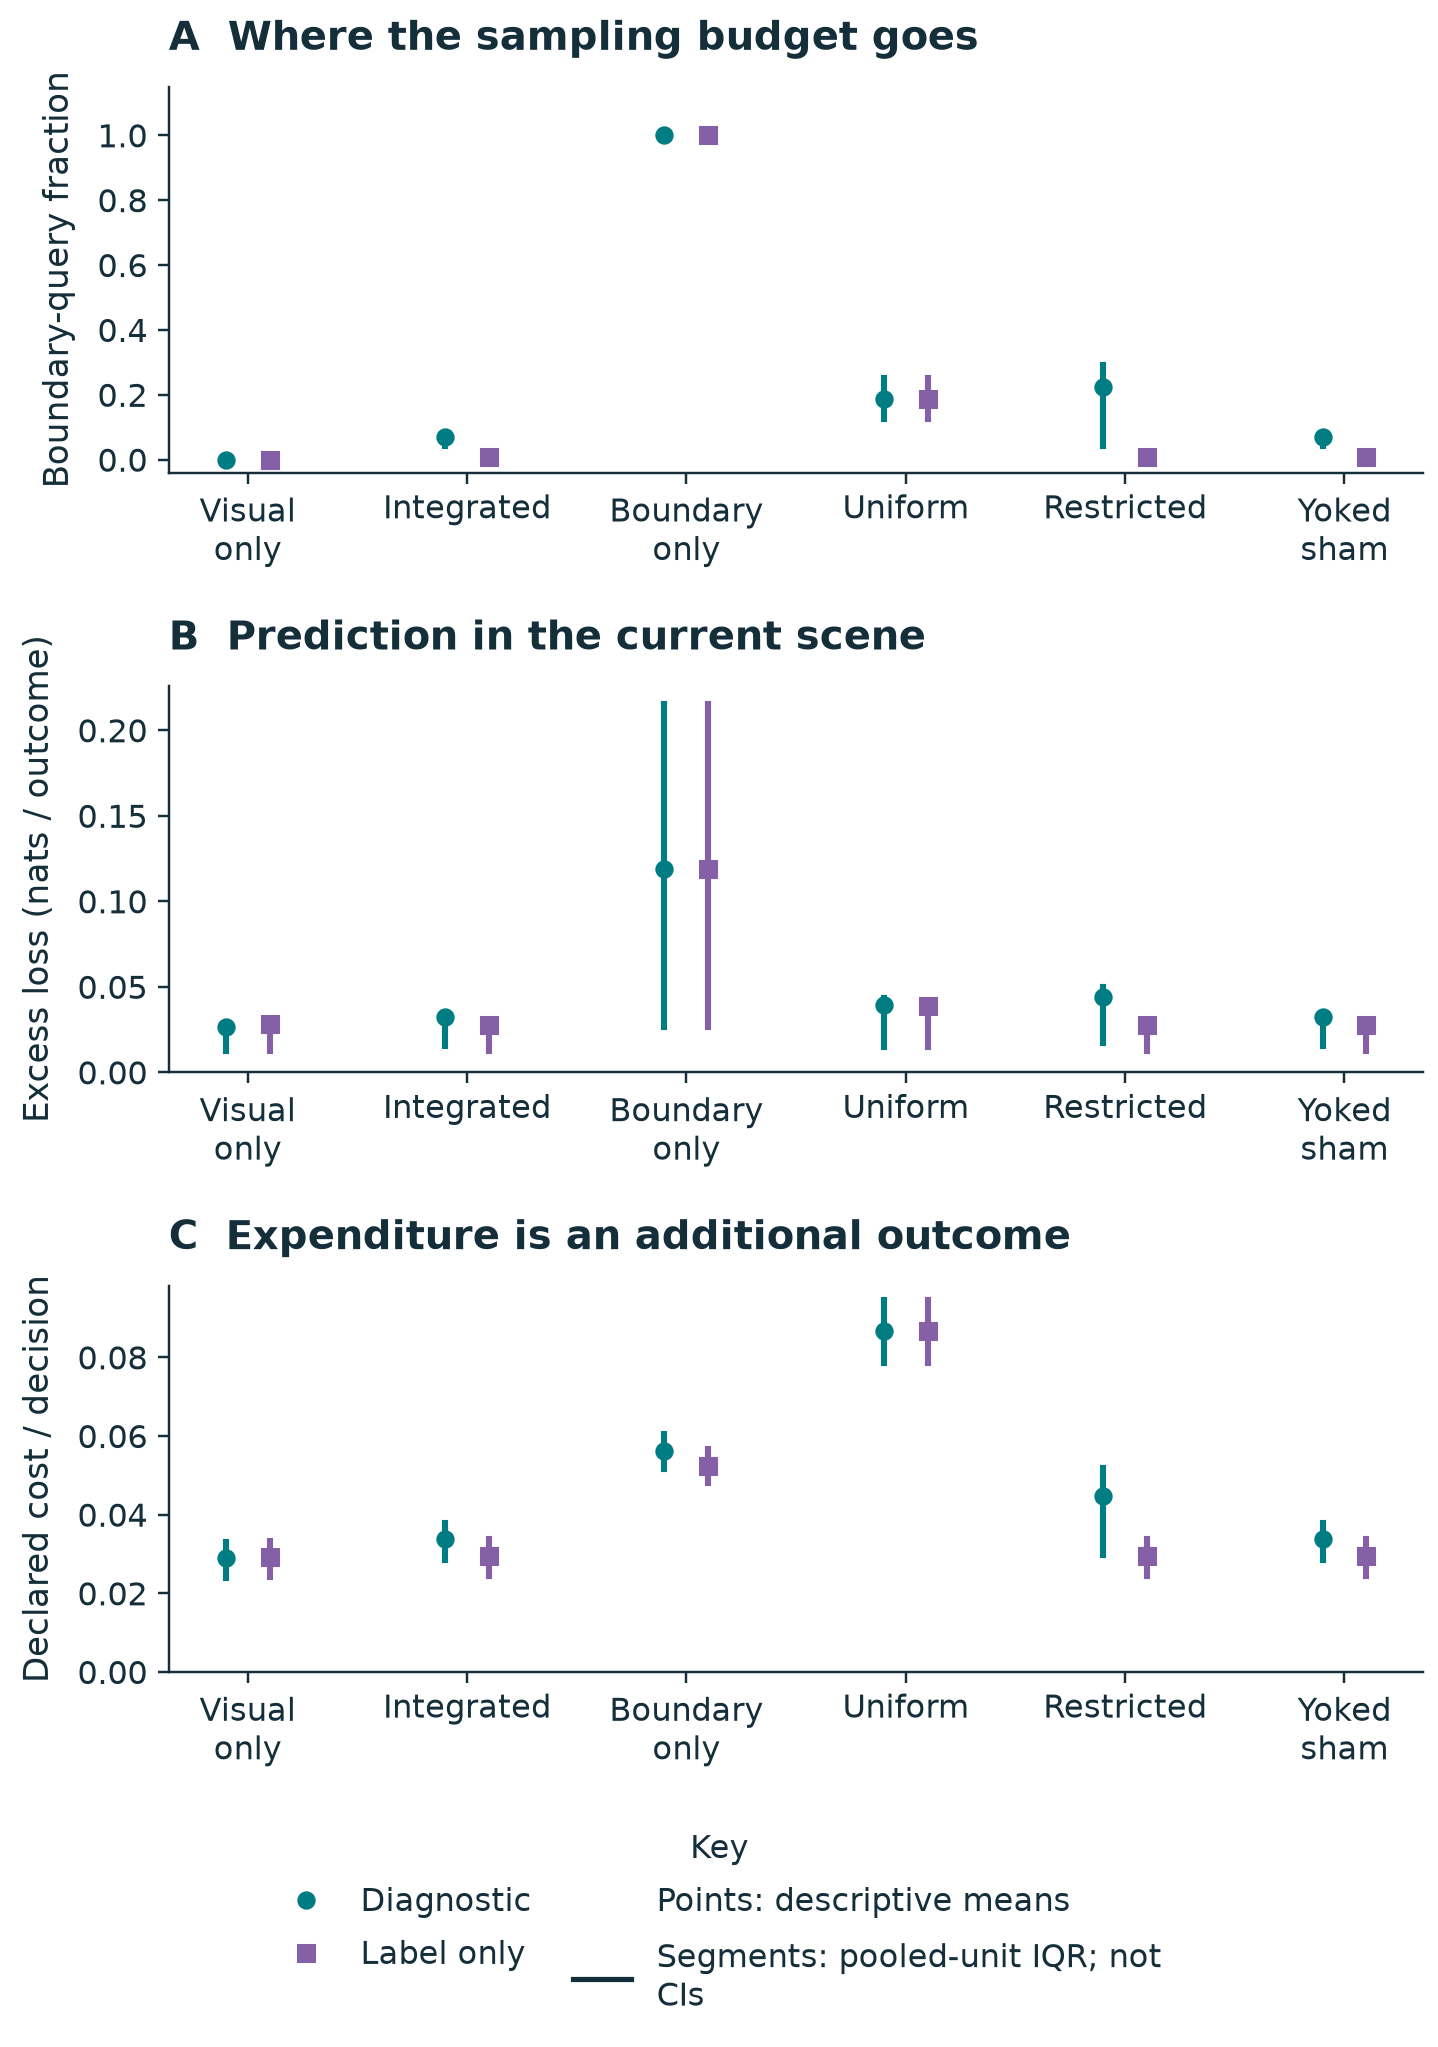 A Where the sampling budget goes
Boundary-query fraction
1.0
0.8
0.6
0.4
0.2
0.0
Visual
only
Integrated
Boundary
only
Uniform
Restricted
Yoked
sham
B Prediction in the current scene
Excess loss (nats / outcome)
0.20
0.15
0.10
0.05
0.00
Visual
only
Integrated
Boundary
only
Uniform
Restricted
Yoked
sham
C Expenditure is an additional outcome
Declared cost / decision
0.08
0.06
0.04
0.02
0.00
Visual
only
Integrated
Boundary
only
Uniform
Restricted
Yoked
sham
Key
Diagnostic
Label only
Points: descriptive means
Segments: pooled-unit IQR; not
CIs